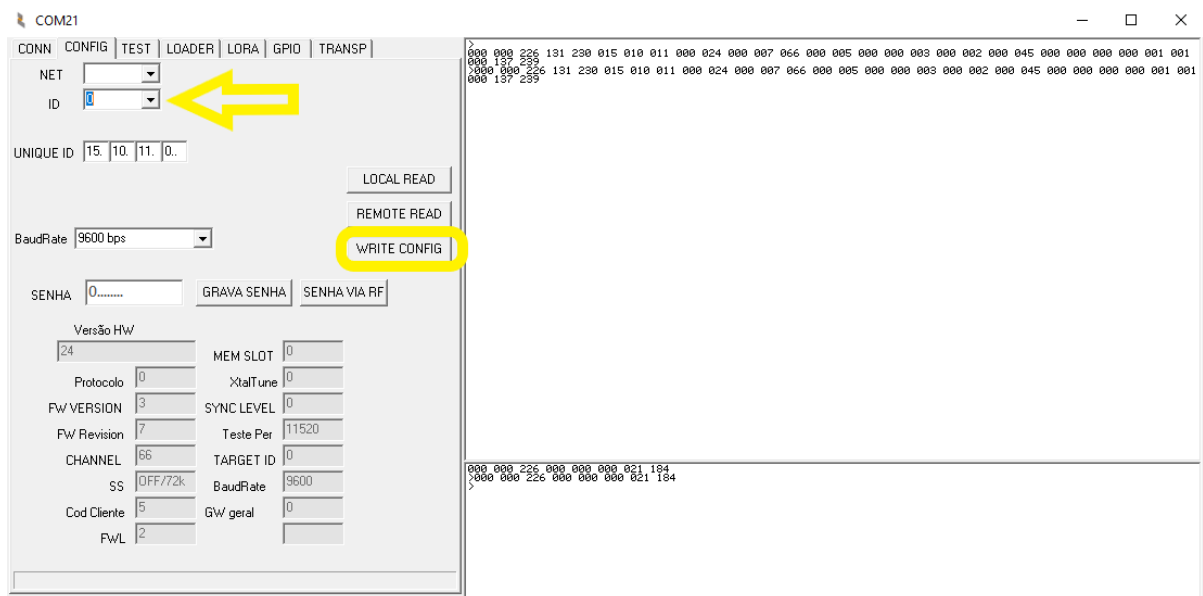 COM21
CONN CONFIG TEST LOADER LORA GPIO TRANSP
NET
ID 0
UNIQUE ID 15. 10. 11. 0..
LOCAL READ
REMOTE READ
BaudRate 9600 bps
WRITE CONFIG
SENHA 0........ GRAVA SENHA SENHA VIA RF
Versão HW
24
MEM SLOT 0
Protocolo 0 XtalTune 0
FW VERSION 3 SYNC LEVEL 0
FW Revision 7 Teste Per 11520
CHANNEL 66 TARGET ID 0
SS OFF/72k BaudRate 9600
Cod Cliente 5 GW geral 0
FWL 2
>
000 000 226 131 230 015 010 011 000 024 000 007 066 000 005 000 000 003 000 002 000 045 000 000 000 000 001 001
000 137 239
>000 000 226 131 230 015 010 011 000 024 000 007 066 000 005 000 000 003 000 002 000 045 000 000 000 000 001 001
000 137 239
000 000 226 000 000 000 021 184
>000 000 226 000 000 000 021 184
>